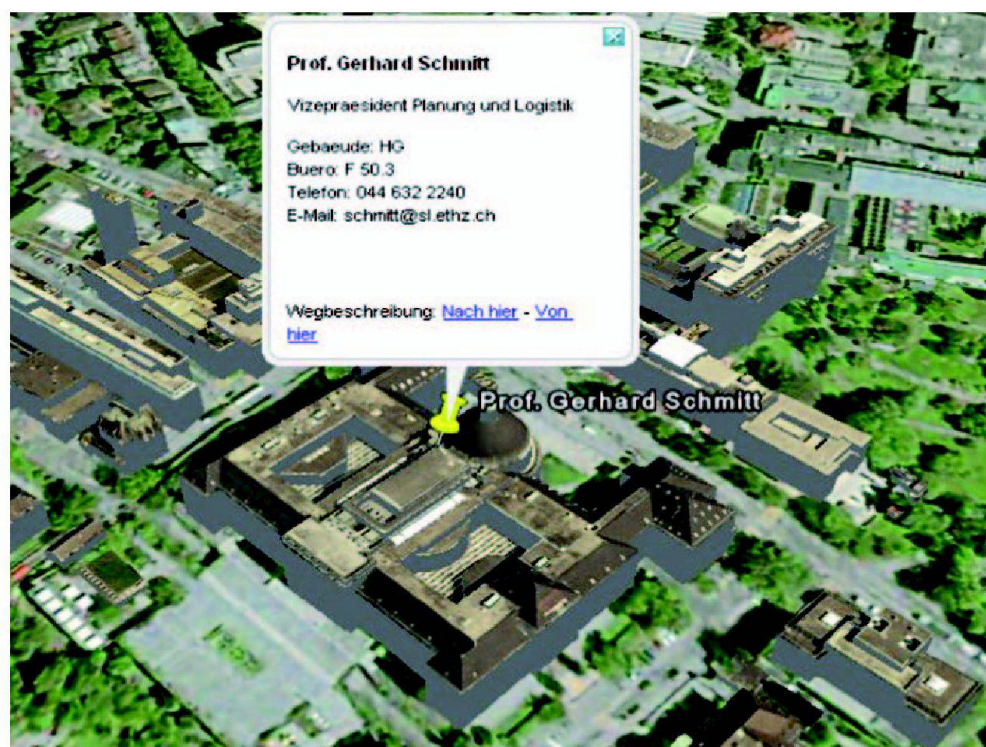 Prof. Gerhard Schmitt
Vizepraesident Planung und Logistik
Gebaeude: HG
Buero: F 50.3
Telefon: 044 632 2240
E-Mail: schmitt@sl.ethz.ch
Wegbeschreibung: Nach hier - Von
hier
Prof. Gerhard Schmitt